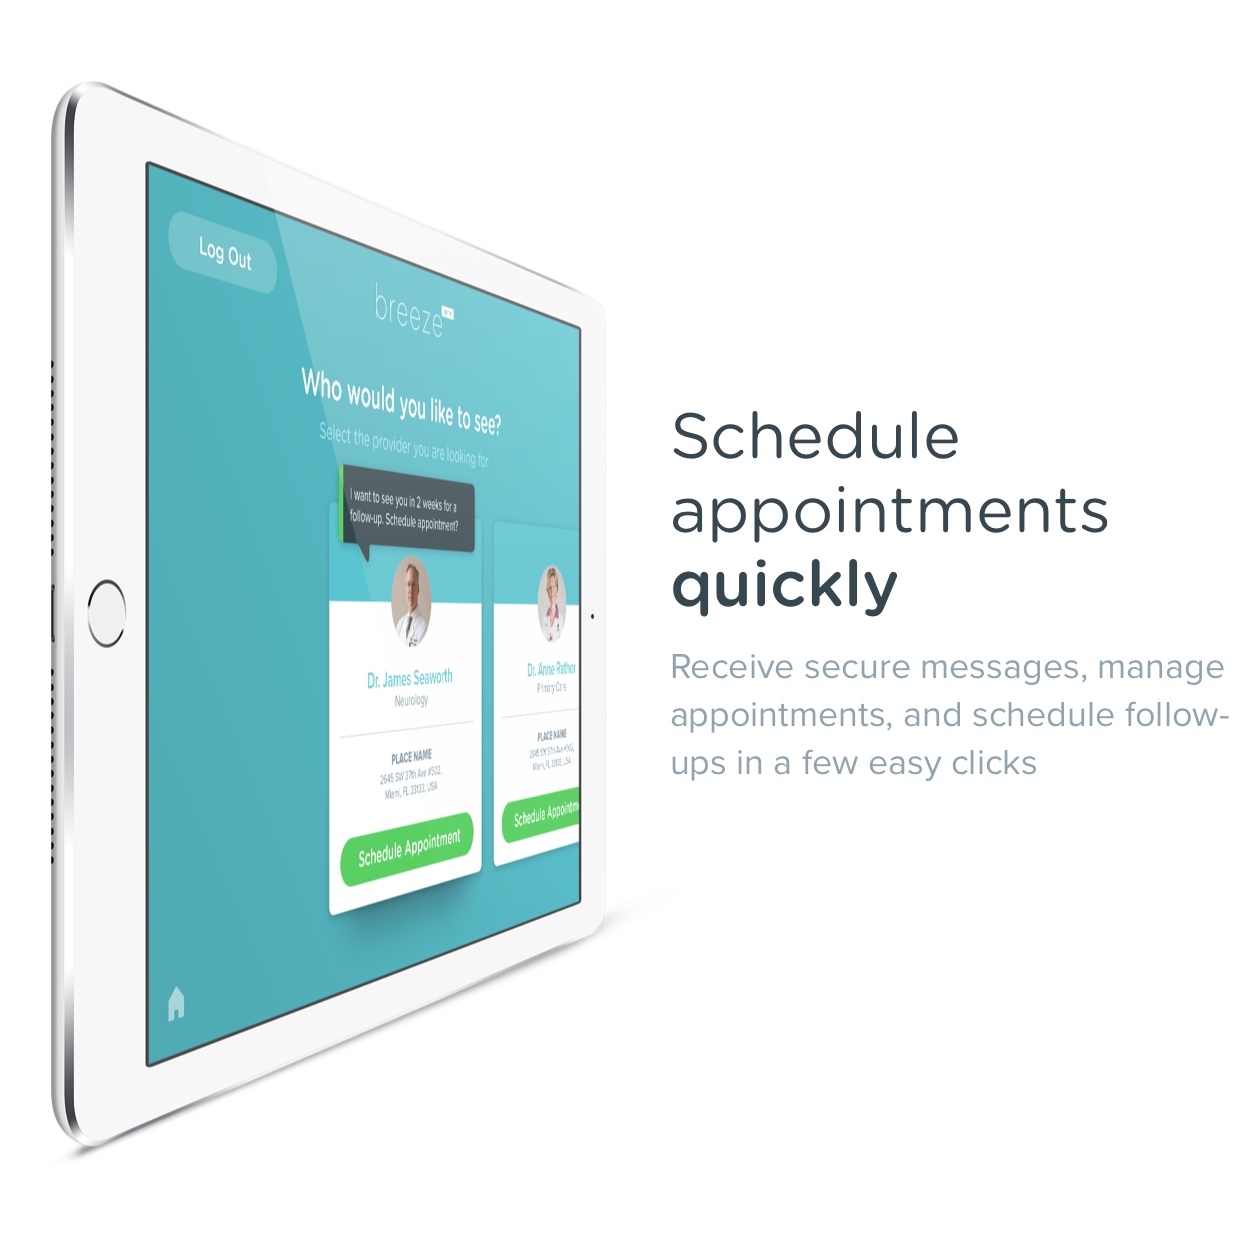 Log Out
breeze
Who would you like to see?
Select the provider you are looking for
I want to see you in 2 weeks for a
follow-up. Schedule appointment?
Dr. James Seaworth
Neurology
PLACE NAME
2645 SW 37th Ave #502,
Miami, FL 33133, USA
Schedule Appointment
Dr. Anne Rather
Primary Care
PLACE NAME
2645 SW 37th Ave #502,
Miami, FL 33133, USA
Schedule Appointm
Schedule
appointments
quickly
Receive secure messages, manage
appointments, and schedule follow-
ups in a few easy clicks